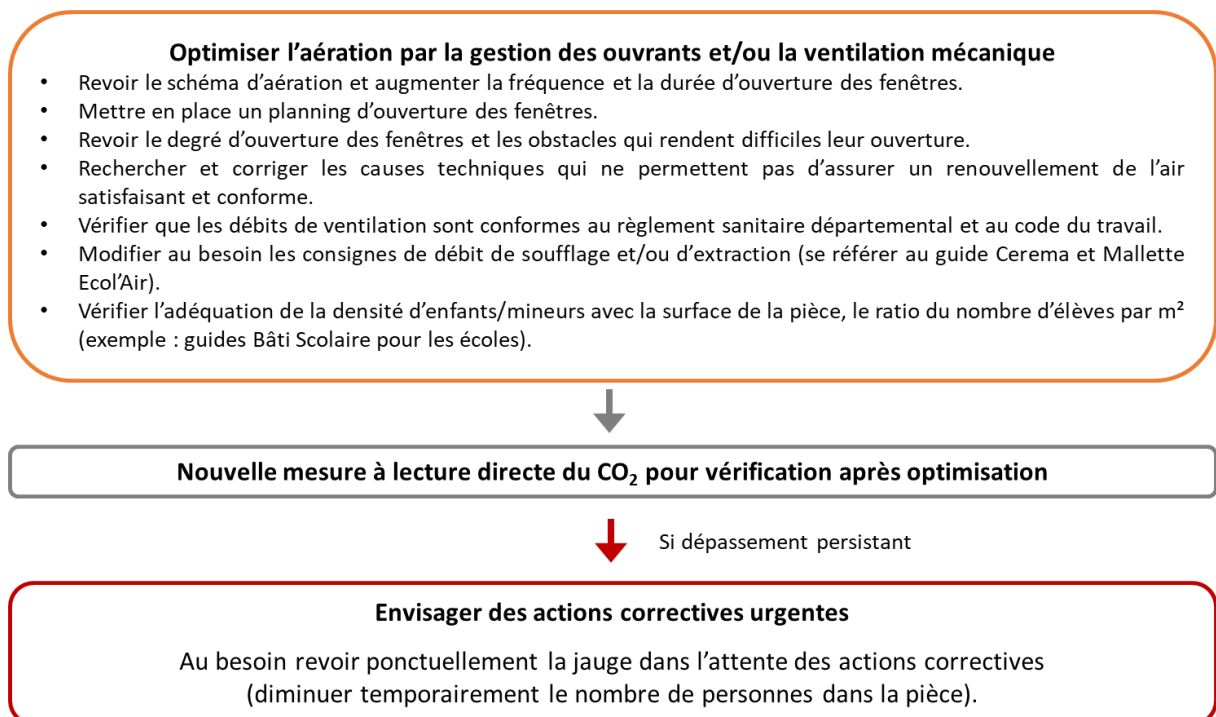 Optimiser l’aération par la gestion des ouvrants et/ou la ventilation mécanique
• Revoir le schéma d’aération et augmenter la fréquence et la durée d’ouverture des fenêtres.
• Mettre en place un planning d’ouverture des fenêtres.
• Revoir le degré d’ouverture des fenêtres et les obstacles qui rendent difficiles leur ouverture.
• Rechercher et corriger les causes techniques qui ne permettent pas d’assurer un renouvellement de l’air
satisfaisant et conforme.
• Vérifier que les débits de ventilation sont conformes au règlement sanitaire départemental et au code du travail.
• Modifier au besoin les consignes de débit de soufflage et/ou d’extraction (se référer au guide Cerema et Mallette
Ecol’Air).
• Vérifier l’adéquation de la densité d’enfants/mineurs avec la surface de la pièce, le ratio du nombre d’élèves par m²
(exemple : guides Bâti Scolaire pour les écoles).
Nouvelle mesure à lecture directe du CO₂ pour vérification après optimisation
Si dépassement persistant
Envisager des actions correctives urgentes
Au besoin revoir ponctuellement la jauge dans l’attente des actions correctives
(diminuer temporairement le nombre de personnes dans la pièce).